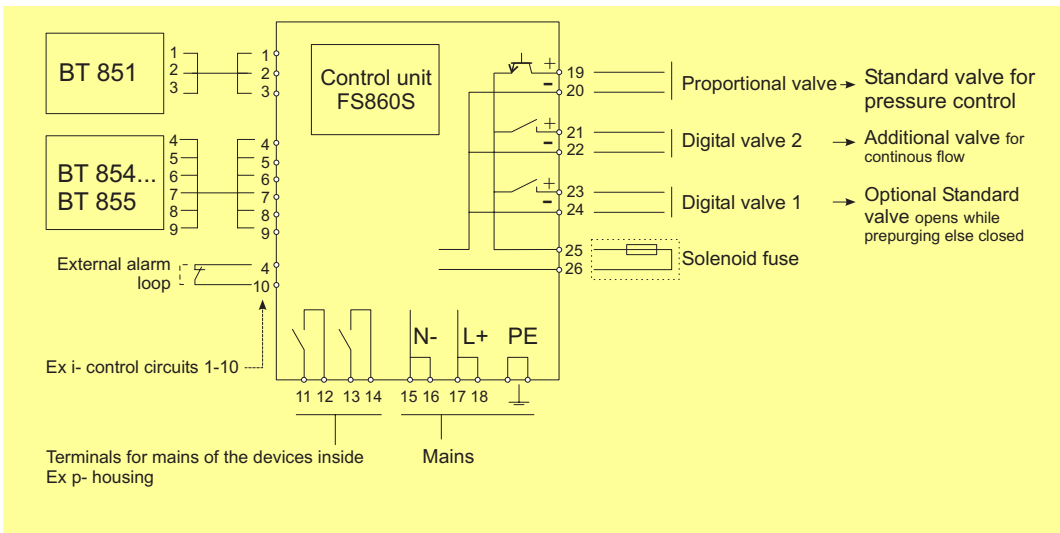 BT 851
1
2
3
1
2
3
Control unit
FS860S
+
-
19
20
Proportional valve
Standard valve for
pressure control
BT 854...
BT 855
4
5
6
7
8
9
4
5
6
7
8
9
+
-
21
22
Digital valve 2
Additional valve for
continous flow
+
-
23
24
Digital valve 1
Optional Standard
valve opens while
prepurging else closed
25
26
Solenoid fuse
External alarm
loop
4
10
Ex i- control circuits 1-10
N-
L+
PE
11 12 13 14 15 16 17 18
Terminals for mains of the devices inside
Ex p- housing
Mains